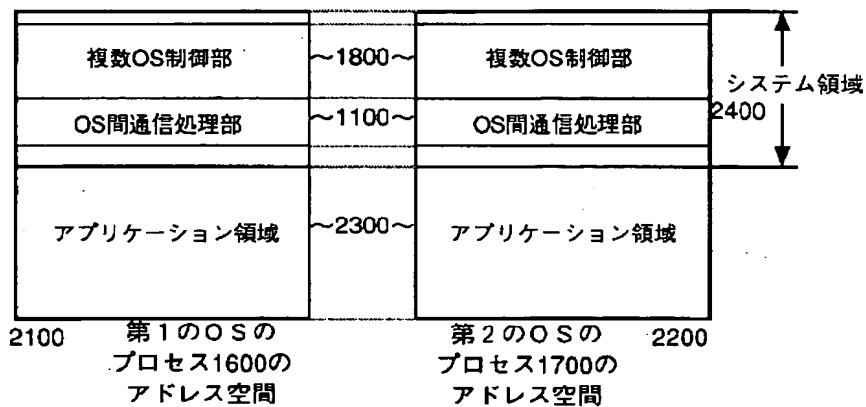 複数OS制御部
~1800~
複数OS制御部
システム領域
2400
OS間通信処理部
~1100~
OS間通信処理部
アプリケーション領域
~2300~
アプリケーション領域
2100
第1のOSの
プロセス1600の
アドレス空間
第2のOSの
プロセス1700の
アドレス空間
2200